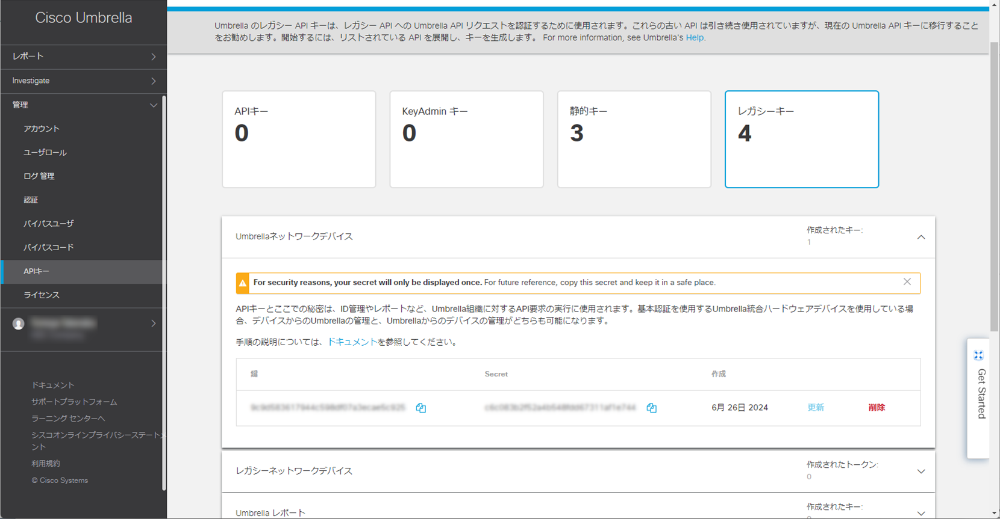 Cisco Umbrella
レポート
Investigate
管理
アカウント
ユーザロール
ログ 管理
認証
バイパスユーザ
バイパスコード
APIキー
ライセンス
ドキュメント
サポートプラットフォーム
ラーニング センターへ
シスコオンラインプライバシーステートメ
ント
利用規約
© Cisco Systems
Umbrella のレガシー API キーは、レガシー API への Umbrella API リクエストを認証するために使用されます。これらの古い API は引き続き使用されていますが、現在の Umbrella API キーに移行すること
をお勧めします。開始するには、リストされている API を展開し、キーを生成します。 For more information, see Umbrella's Help.
APIキー
0
KeyAdmin キー
0
静的キー
3
レガシーキー
4
Umbrellaネットワークデバイス
作成されたキー:
1
For security reasons, your secret will only be displayed once. For future reference, copy this secret and keep it in a safe place.
APIキーとここでの秘密は、ID管理やレポートなど、Umbrella組織に対するAPI要求の実行に使用されます。基本認証を使用するUmbrella統合ハードウェアデバイスを使用している場
合、デバイスからのUmbrellaの管理と、Umbrellaからのデバイスの管理がどちらも可能になります。
手順の説明については、ドキュメントを参照してください。
鍵 Secret 作成
6月 26日 2024 更新 削除
レガシーネットワークデバイス
作成されたトークン:
0
Umbrella レポート
作成されたキー:
Get Started